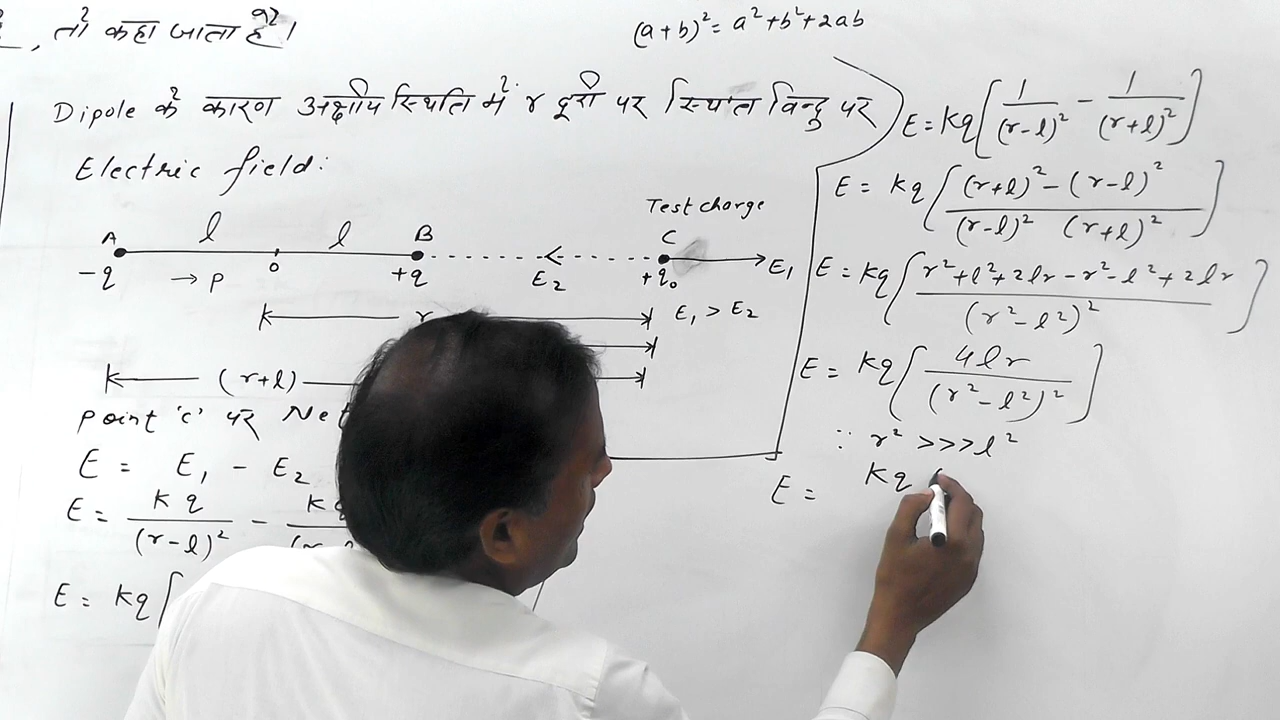 , तो कहा जाता है।
(a+b)² = a²+b²+2ab
Dipole के कारण अक्षीय स्थिति में r दूरी पर स्थित बिन्दु पर
Electric field:
Test charge
A l l B C
-q → P o +q E₂ +q₀ E₁
r E₁ > E₂
(r+l)
Point 'C' पर Net
E = E₁ - E₂
E = Kq/(r-l)² - K
E = Kq[
E = Kq[1/(r-l)² - 1/(r+l)²]
E = Kq[((r+l)² - (r-l)²)/((r-l)² (r+l)²)]
E = Kq[(r²+l²+2lr-r²-l²+2lr)/(r²-l²)²]
E = Kq[4lr/(r²-l²)²]
∵ r² >>> l²
E = Kq